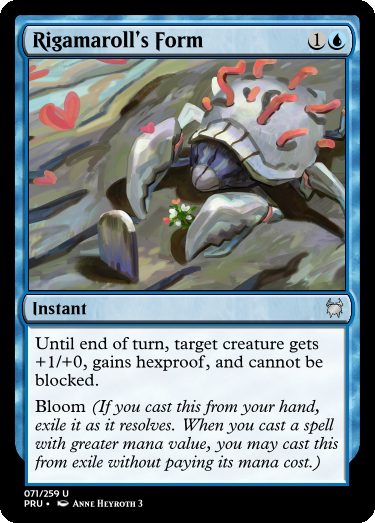 Rigamaroll's Form 1
Instant
Until end of turn, target creature gets
+1/+0, gains hexproof, and cannot be
blocked.
Bloom (If you cast this from your hand,
exile it as it resolves. When you cast a spell
with greater mana value, you may cast this
from exile without paying its mana cost.)
071/259 U
PRU • Anne Heyroth 3